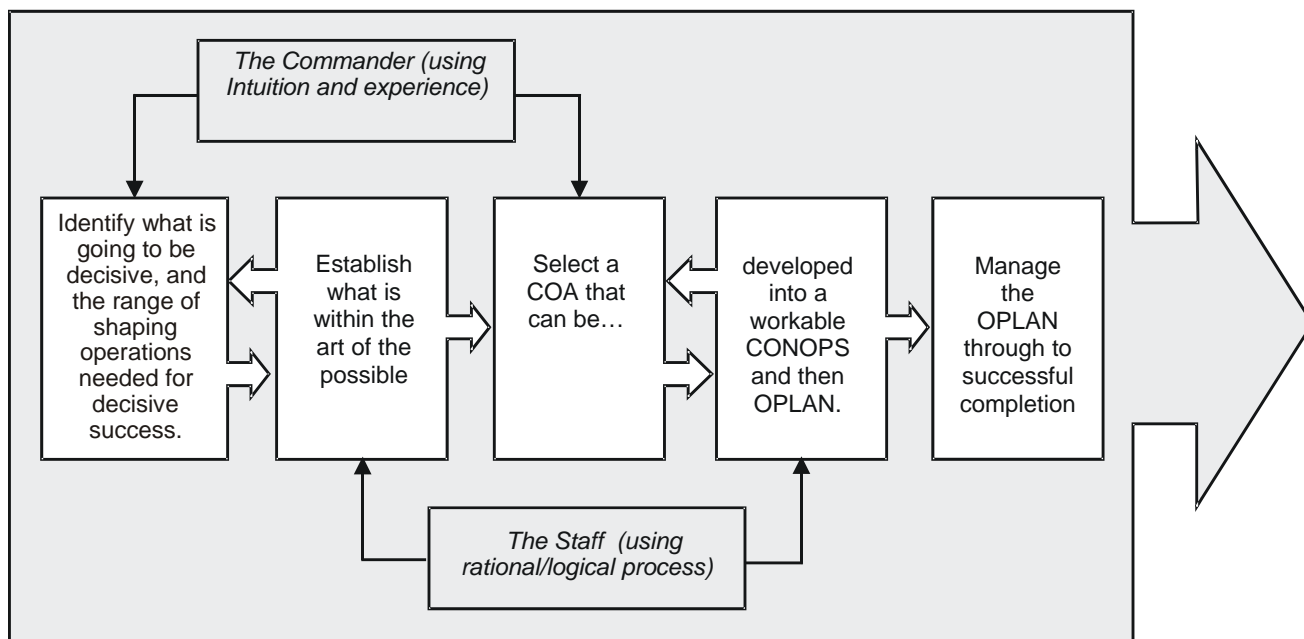 The Commander (using
Intuition and experience)
Identify what is
going to be
decisive, and
the range of
shaping
operations
needed for
decisive
success.
Establish
what is
within the
art of the
possible
Select a
COA that
can be…
developed
into a
workable
CONOPS
and then
OPLAN.
Manage
the
OPLAN
through to
successful
completion
The Staff (using
rational/logical process)